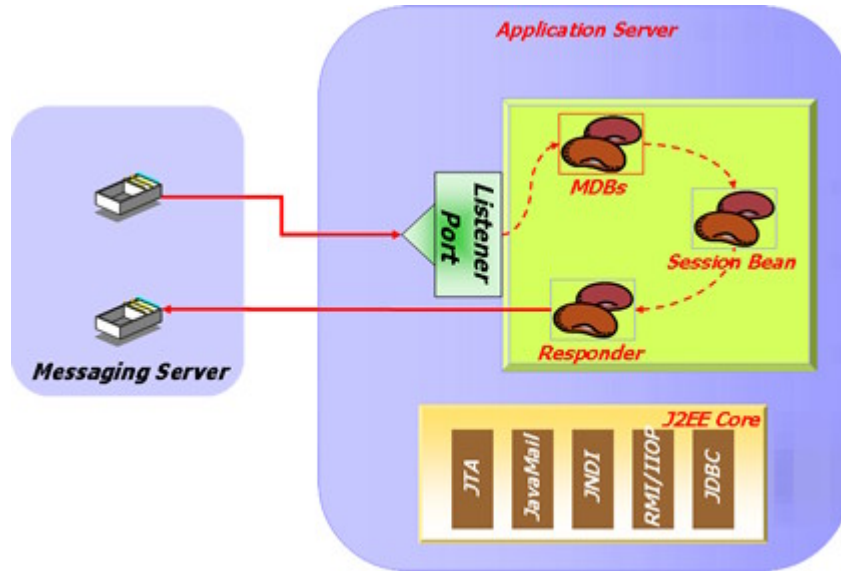 Application Server
Listener
Port
MDBs
Session Bean
Responder
Messaging Server
J2EE Core
JTA
JavaMail
JNDI
RMI/IIOP
JDBC